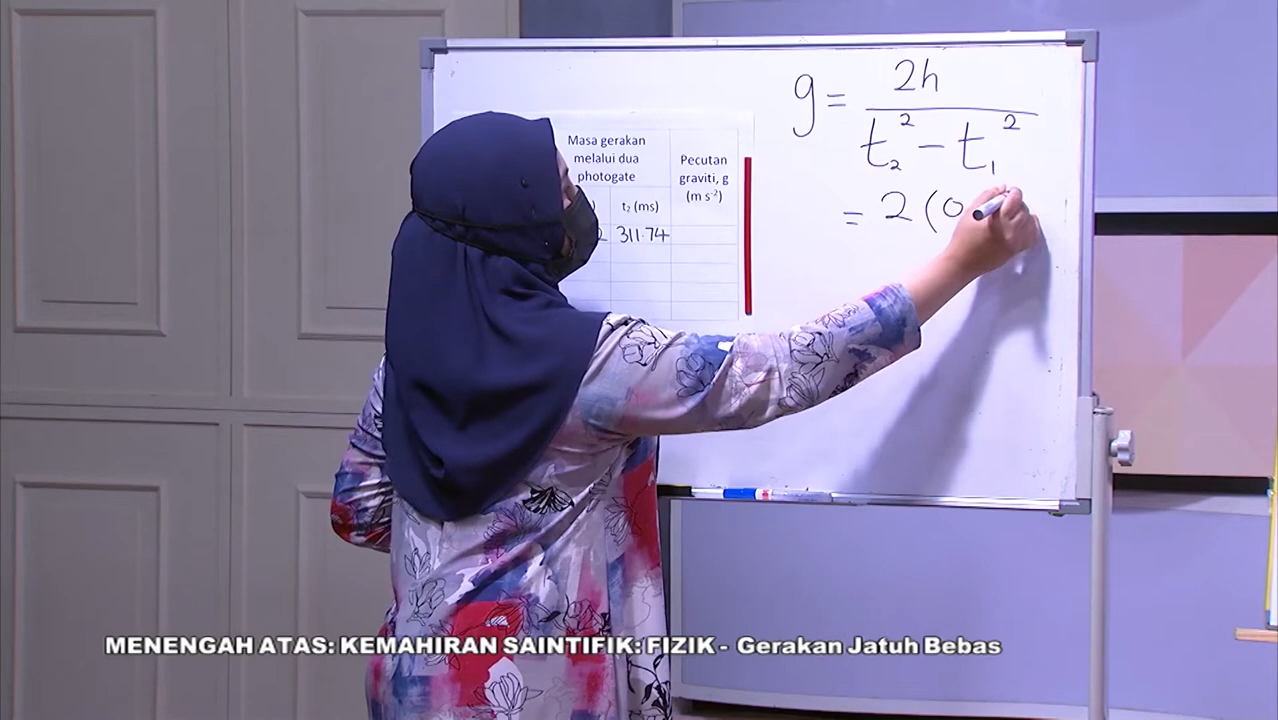 g = 2h
t₂² - t₁²
= 2 (0
Masa gerakan
melalui dua
photogate
Pecutan
graviti, g
(m s⁻²)
t₂ (ms)
311.74
MENENGAH ATAS: KEMAHIRAN SAINTIFIK: FIZIK - Gerakan Jatuh Bebas